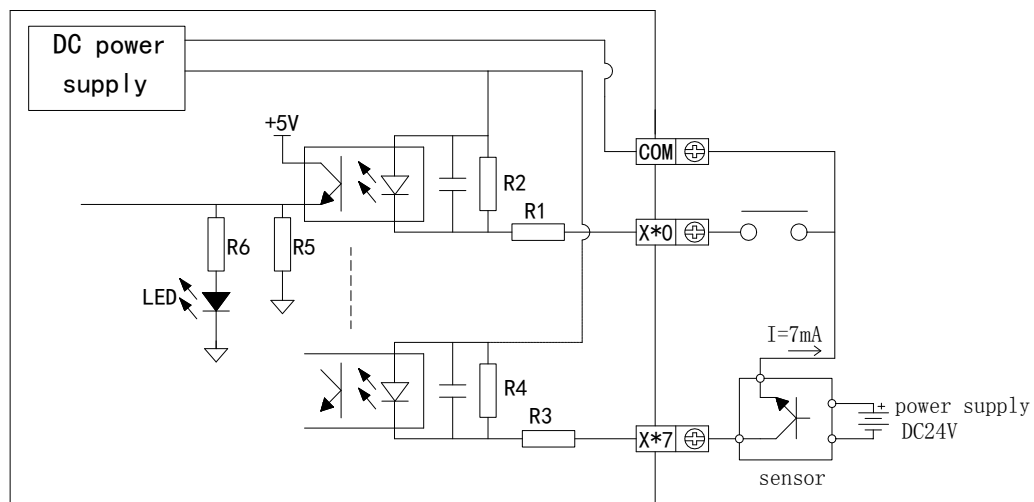 DC power
supply
+5V
COM
R2
R1
X*0
R6
R5
LED
I=7mA
R4
R3
+ power supply
DC24V
X*7
sensor